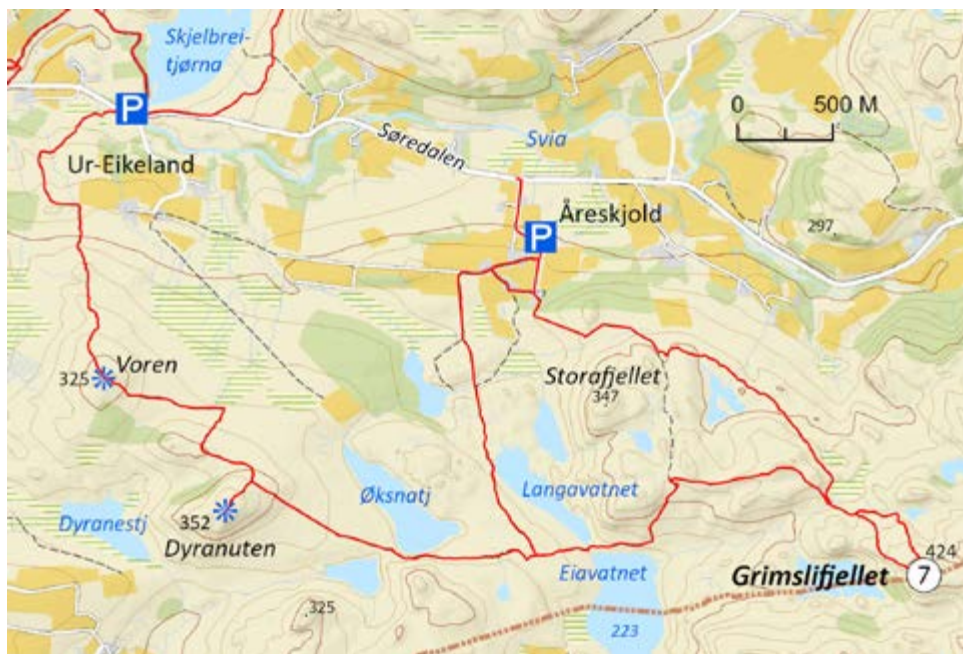 Skjelbrei-
tjørna
P
0 500 M
Søredalen
Svia
Ur-Eikeland
Åreskjold
P
297
325
Voren
Storafjellet
347
Øksnatj
Langavatnet
Dyranestj
352
Dyranuten
Eiavatnet
Grimslifjellet
424
7
325
223